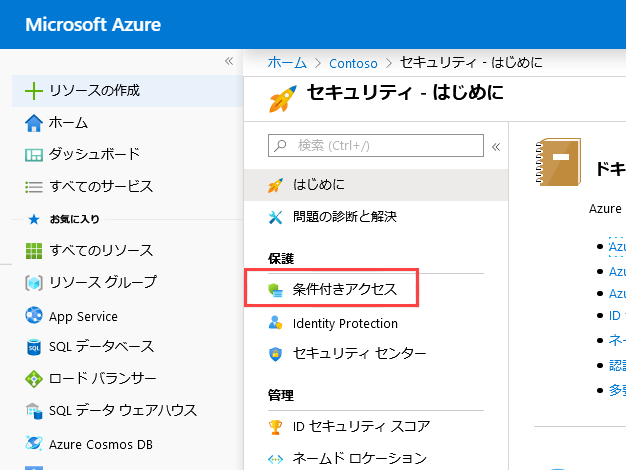 Microsoft Azure
«
リソースの作成
ホーム
ダッシュボード
すべてのサービス
お気に入り
すべてのリソース
リソース グループ
App Service
SQL データベース
ロード バランサー
SQL データ ウェアハウス
Azure Cosmos DB
ホーム > Contoso > セキュリティ - はじめに
セキュリティ - はじめに
検索 (Ctrl+/)
«
はじめに
問題の診断と解決
保護
条件付きアクセス
Identity Protection
セキュリティ センター
管理
ID セキュリティ スコア
ネームド ロケーション
ドキ
Azure
Azu
Azu
Azu
ID
ネー
認証
多要